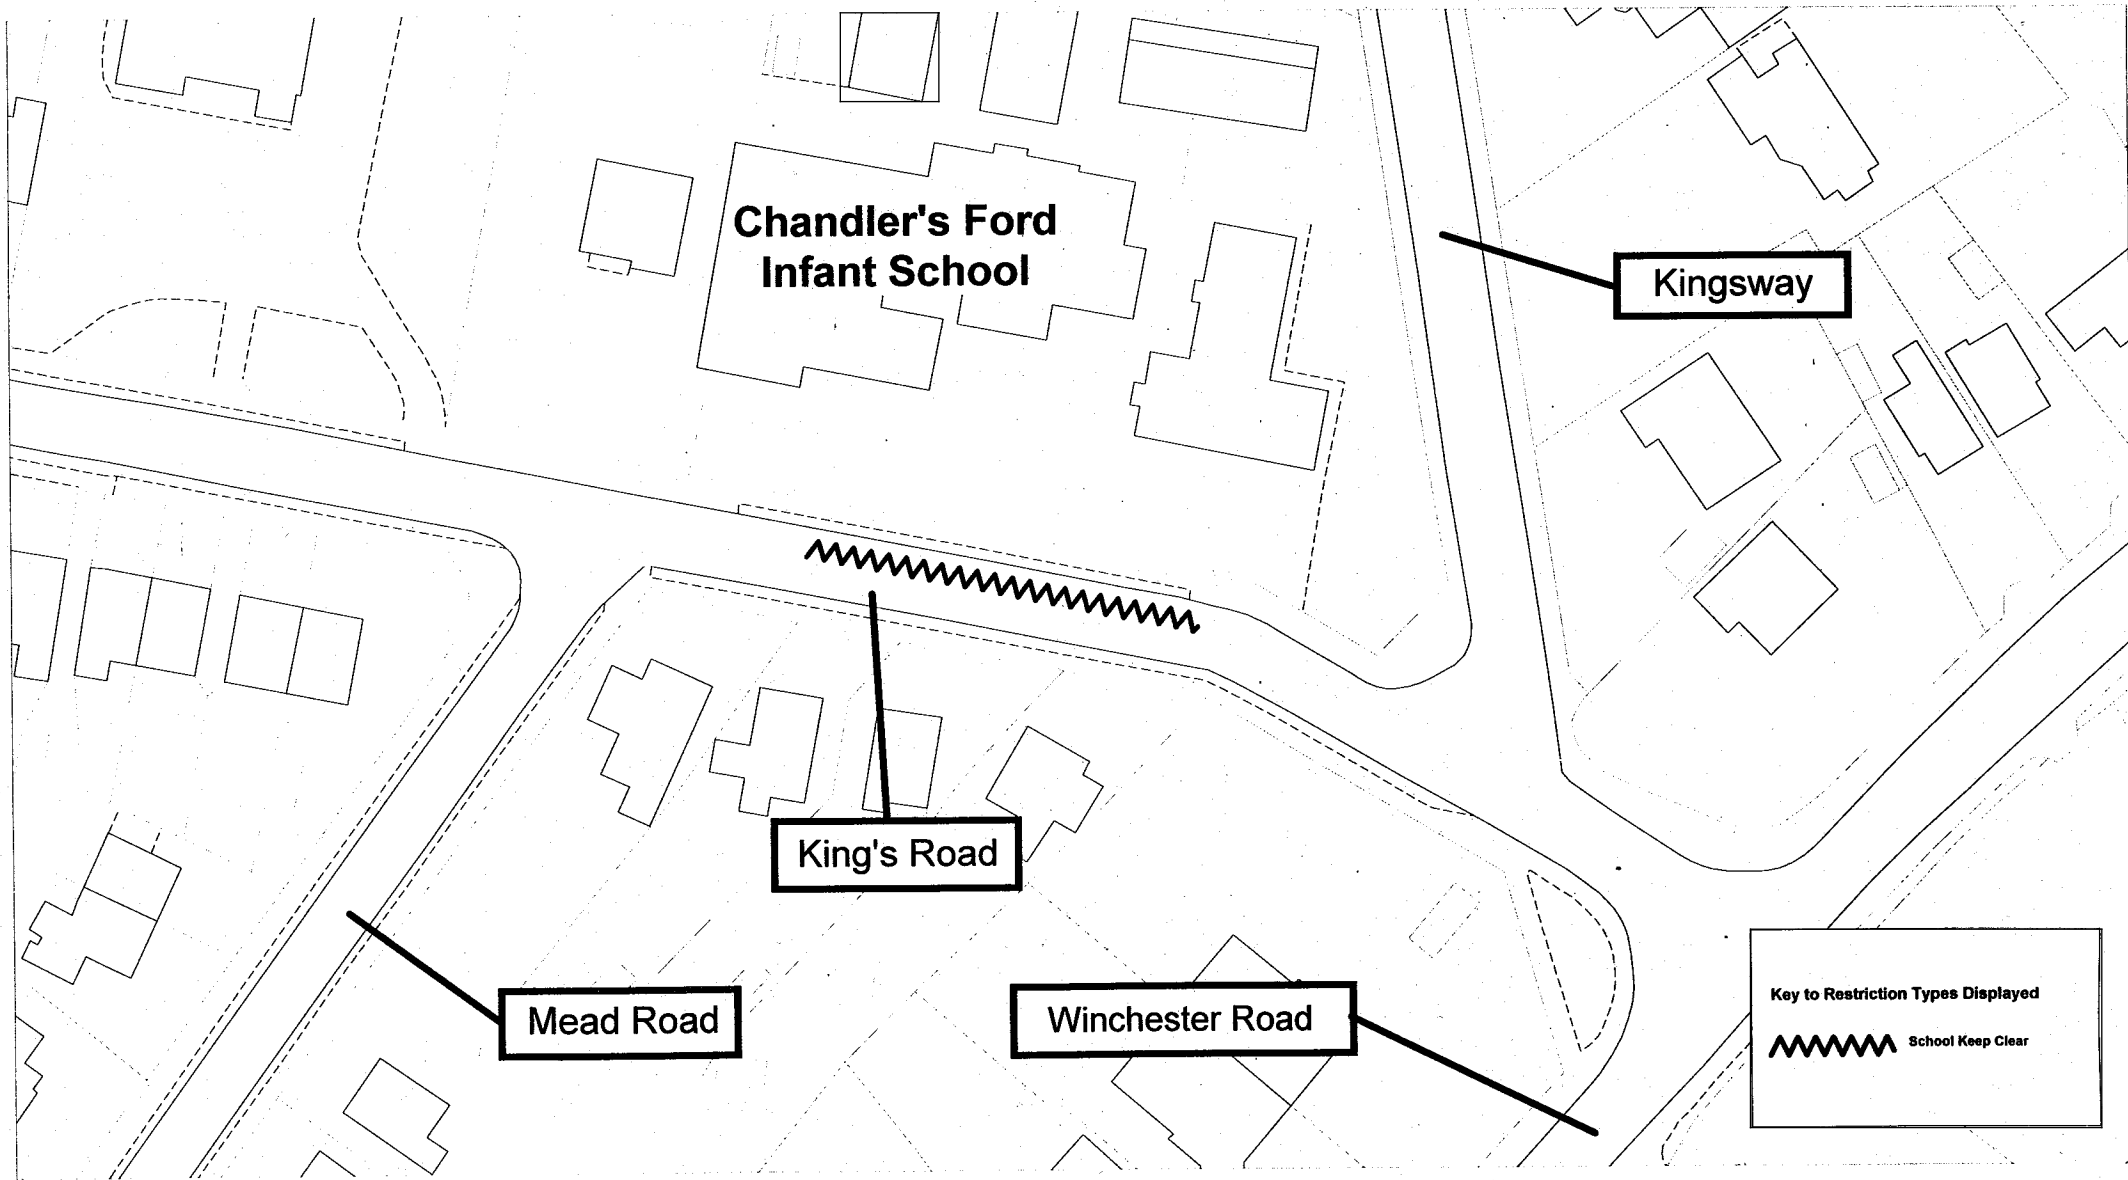 Chandler's Ford
Infant School
Kingsway
King's Road
Mead Road
Winchester Road
Key to Restriction Types Displayed
School Keep Clear